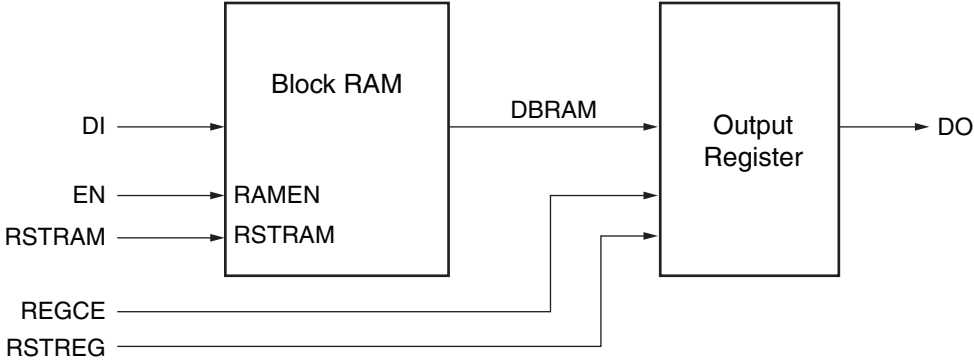 Block RAM
DI
DBRAM
Output
Register
DO
EN
RAMEN
RSTRAM
RSTRAM
REGCE
RSTREG